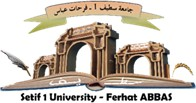 جامعة سطيف 1 - فرحات عباس
Setif 1 University - Ferhat ABBAS